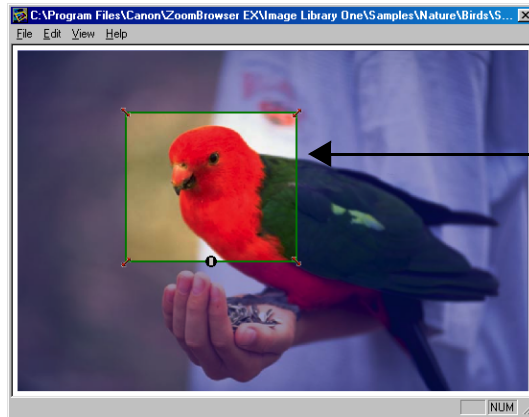 C:\Program Files\Canon\ZoomBrowser EX\Image Library One\Samples\Nature\Birds\S...
File Edit View Help
NUM